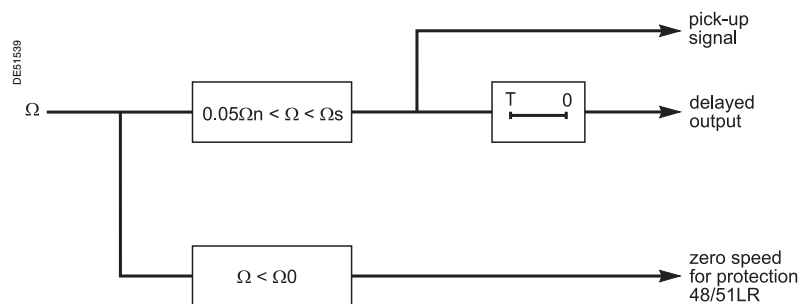 DE51539
pick-up
signal
Ω
0.05Ωn < Ω < Ωs
T 0
delayed
output
Ω < Ω0
zero speed
for protection
48/51LR